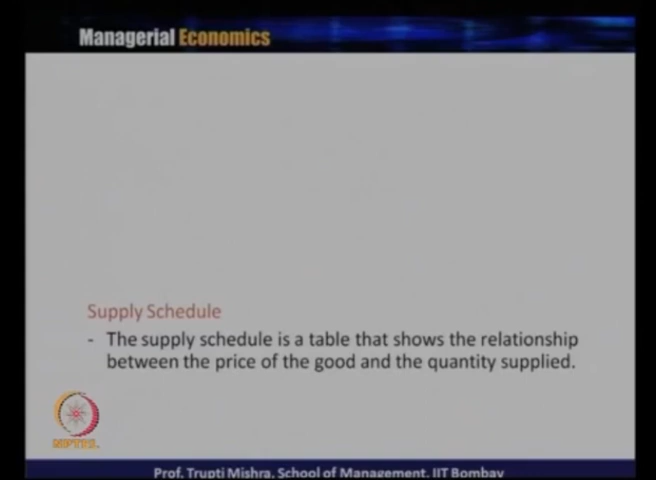 Managerial Economics
Supply Schedule
- The supply schedule is a table that shows the relationship
between the price of the good and the quantity supplied.
NPTEL
Prof. Trupti Mishra, School of Management, IIT Bombay